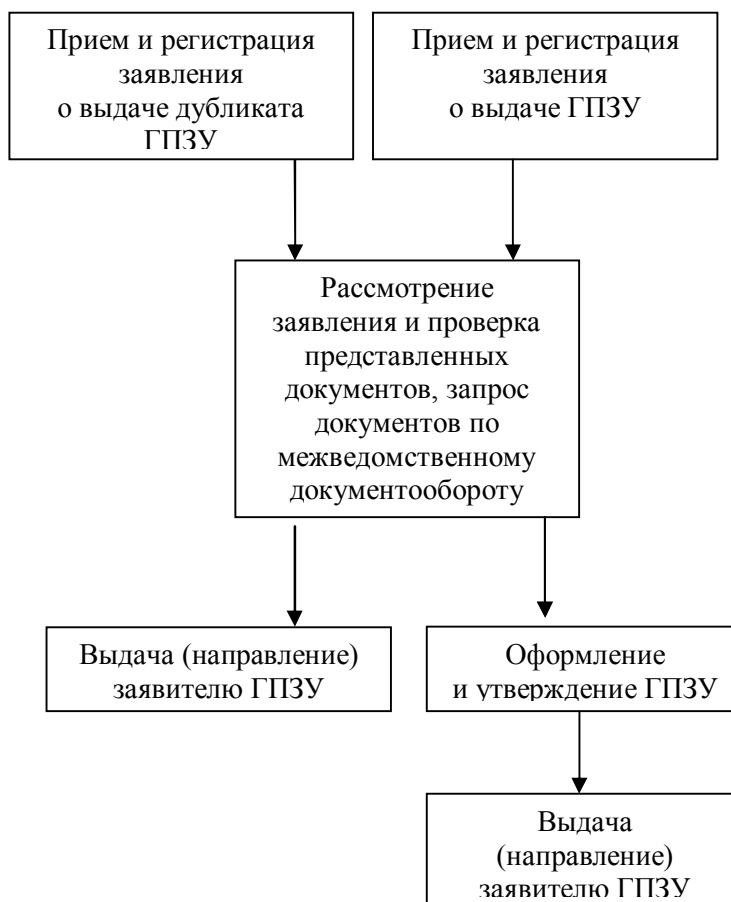 Прием и регистрация
заявления
о выдаче дубликата
ГПЗУ
Прием и регистрация
заявления
о выдаче ГПЗУ
Рассмотрение
заявления и проверка
представленных
документов, запрос
документов по
межведомственному
документообороту
Выдача (направление)
заявителю ГПЗУ
Оформление
и утверждение ГПЗУ
Выдача
(направление)
заявителю ГПЗУ